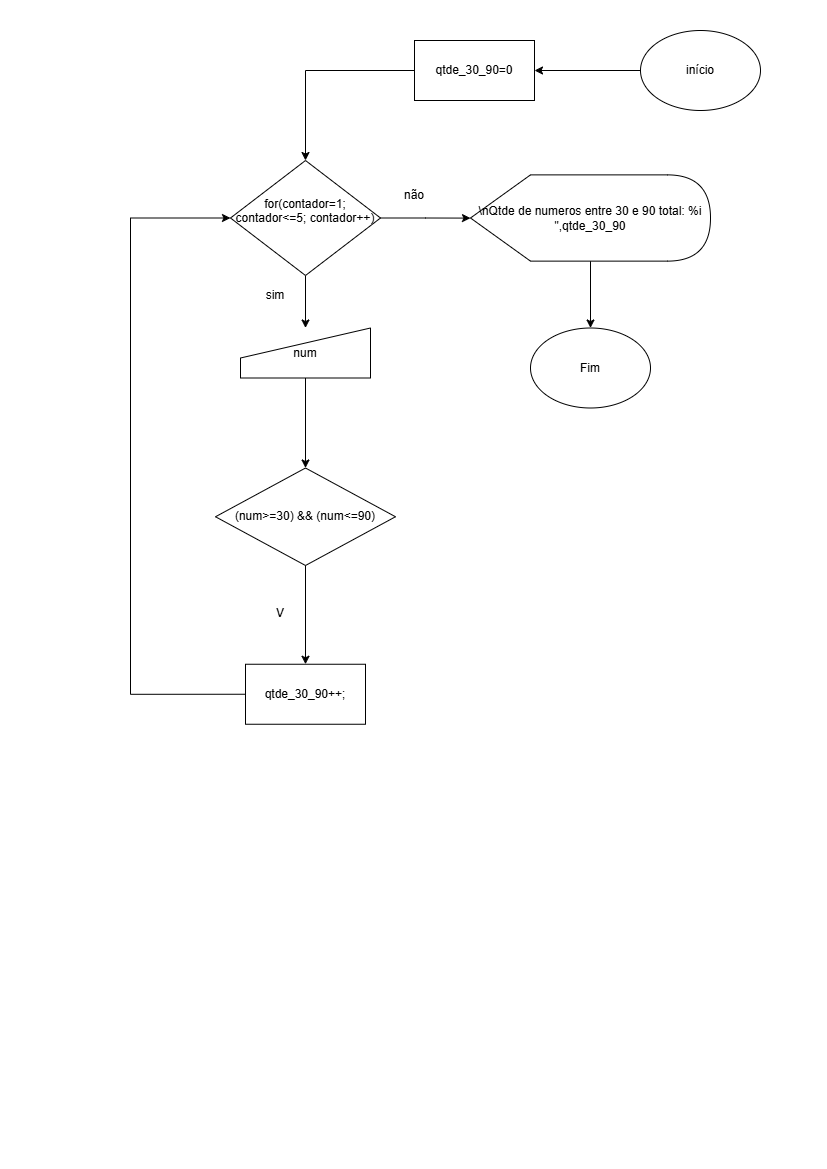 início
qtde_30_90=0
for(contador=1;
contador<=5; contador++)
não
\nQtde de numeros entre 30 e 90 total: %i
",qtde_30_90
sim
num
Fim
(num>=30) && (num<=90)
V
qtde_30_90++;